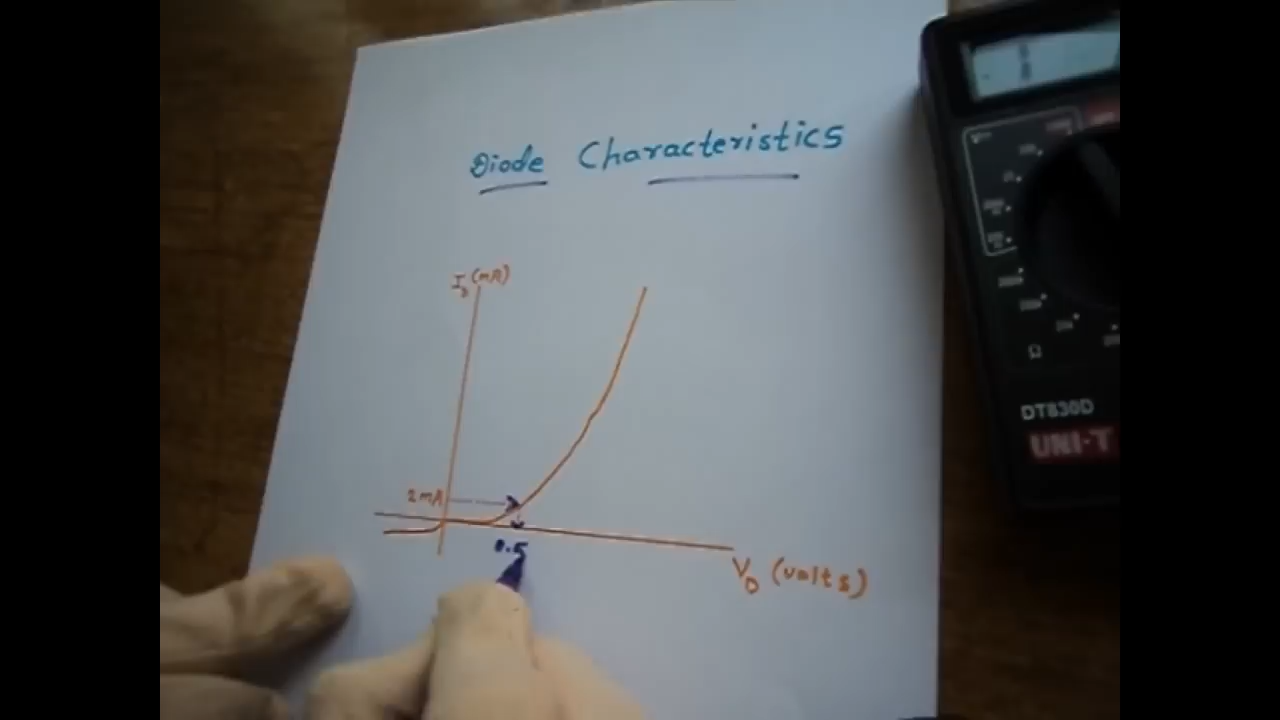 Diode Characteristics
I_D (mA)
2mA
0.5
V_D (volts)
Ω
DT830D
UNI-T